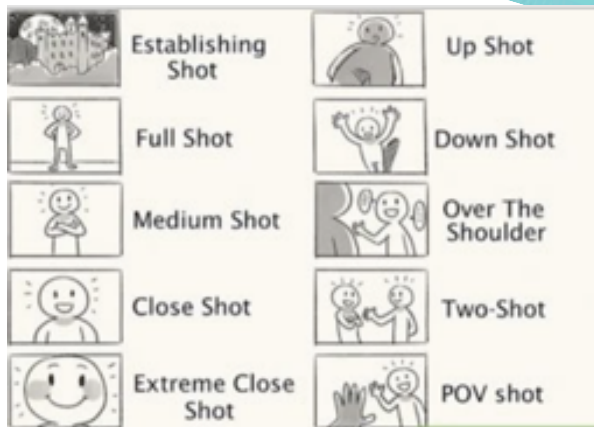 Establishing
Shot
Up Shot
Full Shot
Down Shot
Medium Shot
Over The
Shoulder
Close Shot
Two-Shot
Extreme Close
Shot
POV shot